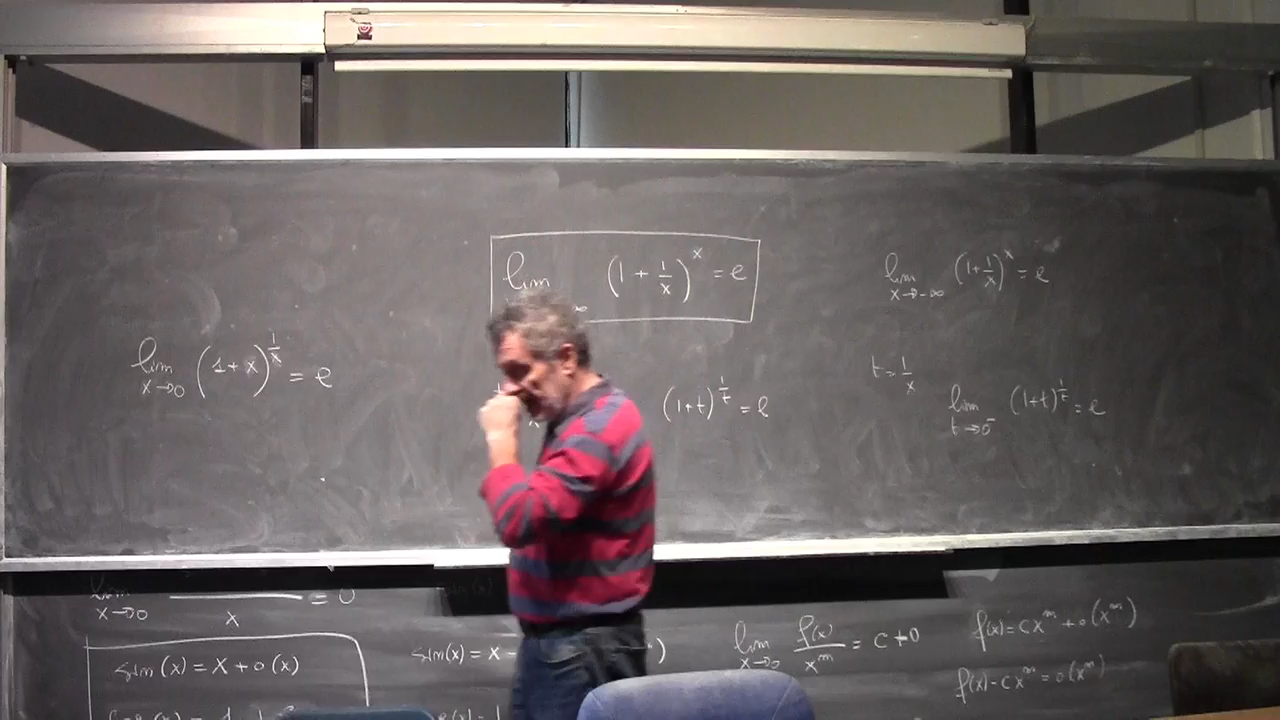 lim (1 + 1/x)^x = e
lim x→-∞ (1+1/x)^x = e
lim x→0 (1+x)^(1/x) = e
(1+t)^(1/t) = e
t = 1/x
lim t→0⁻ (1+t)^(1/t) = e
lim x→0 x = 0
sin(x) = x + o(x)
sin(x) = x -
lim x→0 f(x)/x^m = c ≠ 0
f(x) = cx^m + o(x^m)
f(x) - cx^m = o(x^m)